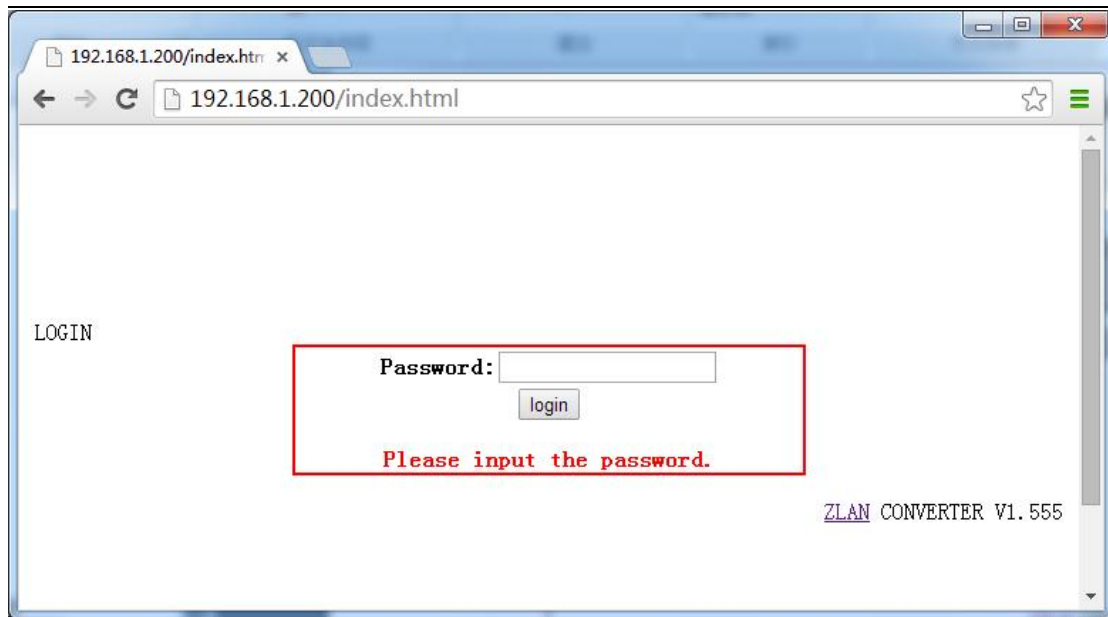 192.168.1.200/index.htm
192.168.1.200/index.html
LOGIN
Password:
login
Please input the password.
ZLAN CONVERTER V1.555